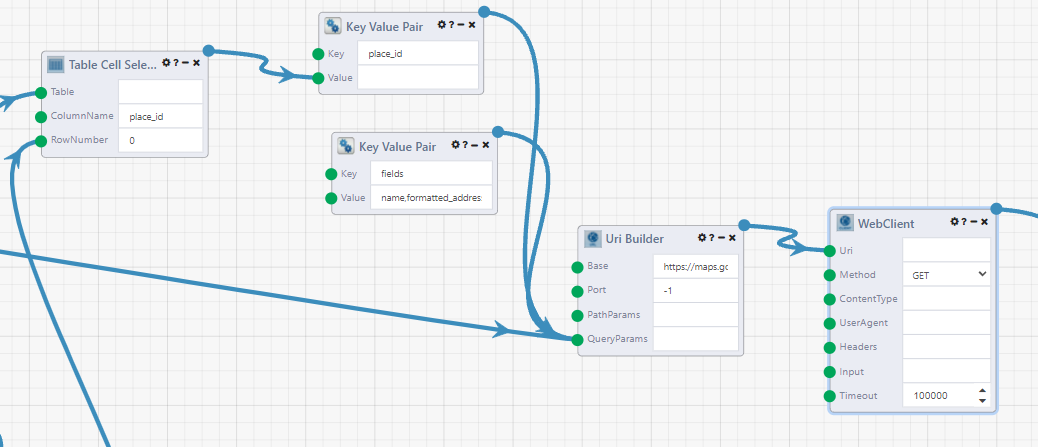 Table Cell Sele...
Table
ColumnName place_id
RowNumber 0
Key Value Pair
Key place_id
Value
Key Value Pair
Key fields
Value name,formatted_addres
Uri Builder
Base https://maps.gc
Port -1
PathParams
QueryParams
WebClient
Uri
Method GET
ContentType
UserAgent
Headers
Input
Timeout 100000